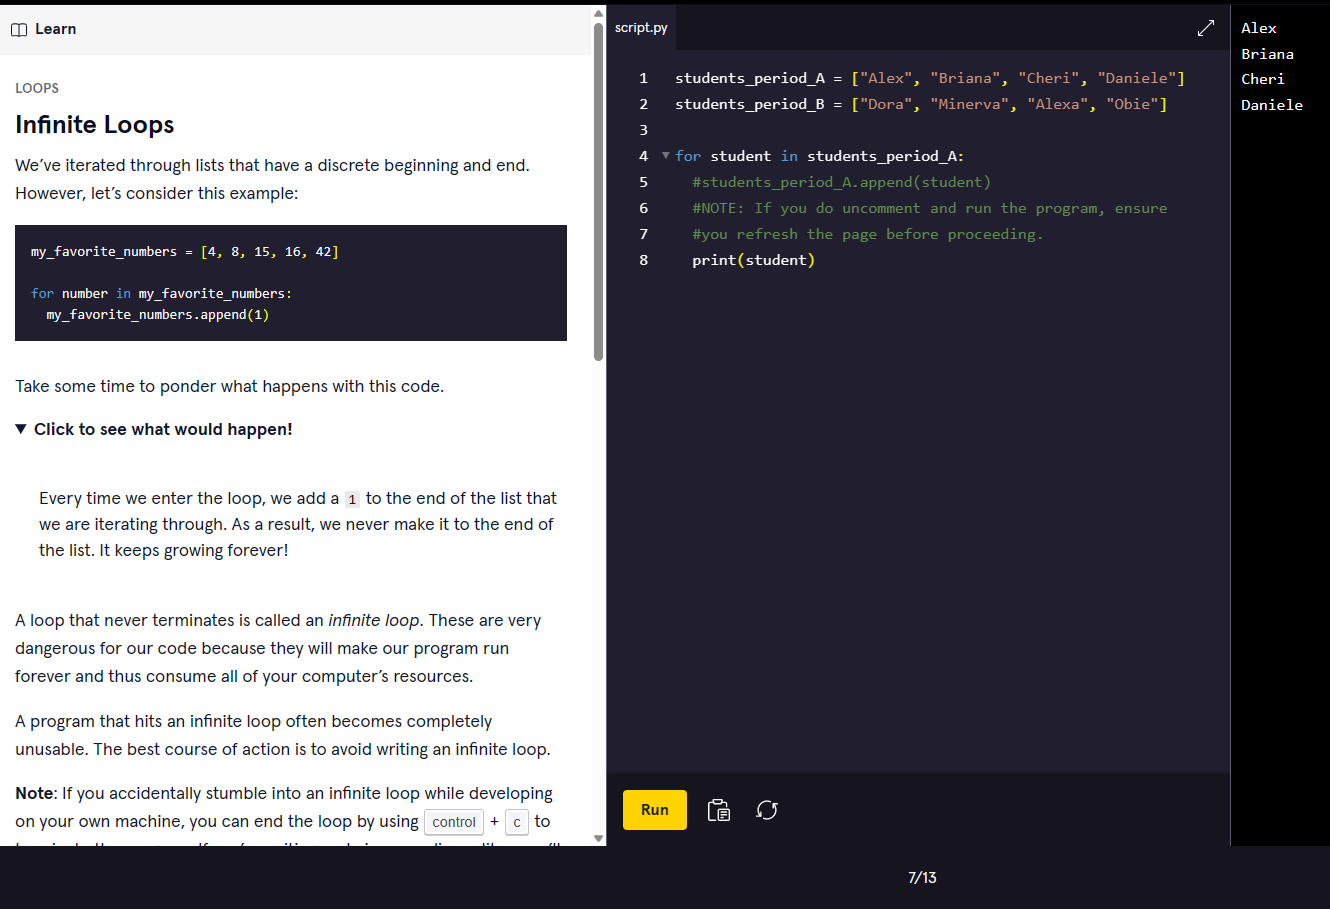 Learn
LOOPS
Infinite Loops
We’ve iterated through lists that have a discrete beginning and end.
However, let’s consider this example:
my_favorite_numbers = [4, 8, 15, 16, 42]
for number in my_favorite_numbers:
  my_favorite_numbers.append(1)
Take some time to ponder what happens with this code.
Click to see what would happen!
Every time we enter the loop, we add a 1 to the end of the list that
we are iterating through. As a result, we never make it to the end of
the list. It keeps growing forever!
A loop that never terminates is called an infinite loop. These are very
dangerous for our code because they will make our program run
forever and thus consume all of your computer’s resources.
A program that hits an infinite loop often becomes completely
unusable. The best course of action is to avoid writing an infinite loop.
Note: If you accidentally stumble into an infinite loop while developing
on your own machine, you can end the loop by using control + c to
script.py
1 students_period_A = ["Alex", "Briana", "Cheri", "Daniele"]
2 students_period_B = ["Dora", "Minerva", "Alexa", "Obie"]
3
4 for student in students_period_A:
5   #students_period_A.append(student)
6   #NOTE: If you do uncomment and run the program, ensure
7   #you refresh the page before proceeding.
8   print(student)
Run
Alex
Briana
Cheri
Daniele
7/13